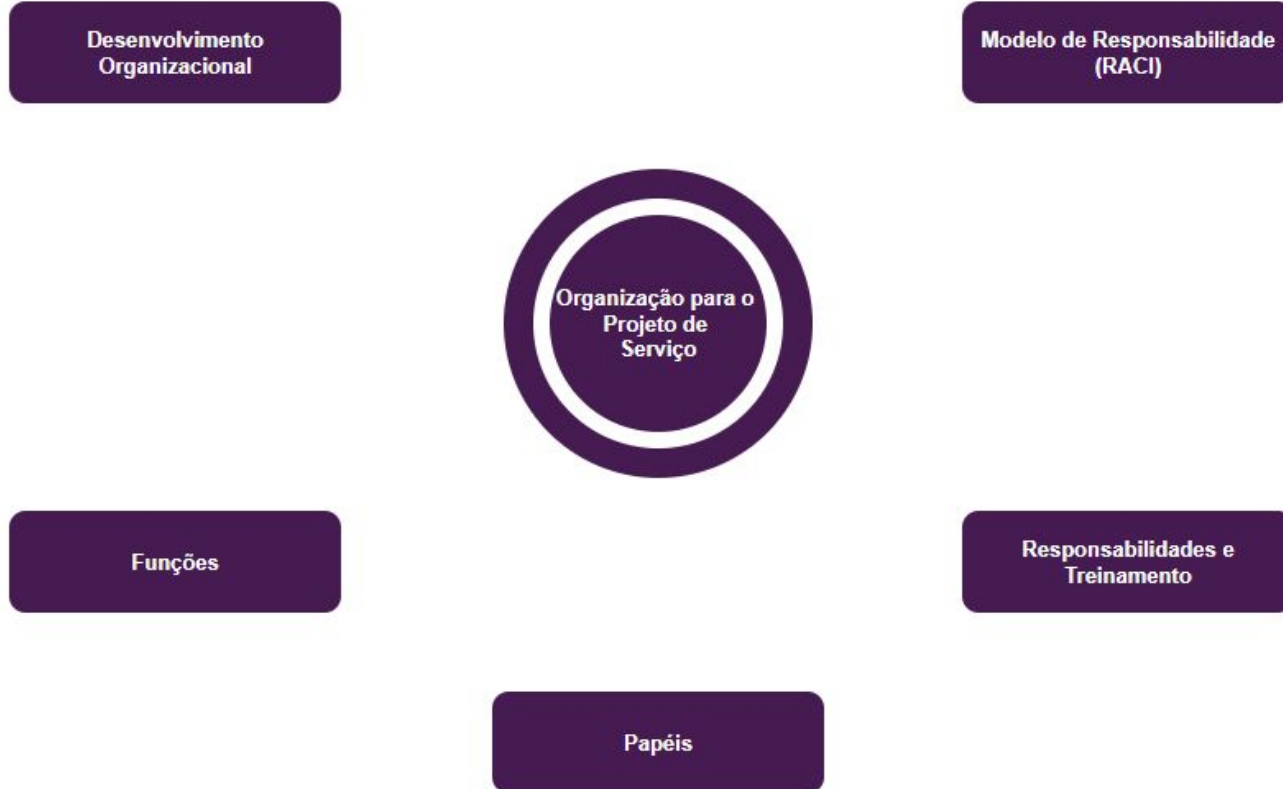 Desenvolvimento
Organizacional
Modelo de Responsabilidade
(RACI)
Organização para o
Projeto de
Serviço
Funções
Responsabilidades e
Treinamento
Papéis